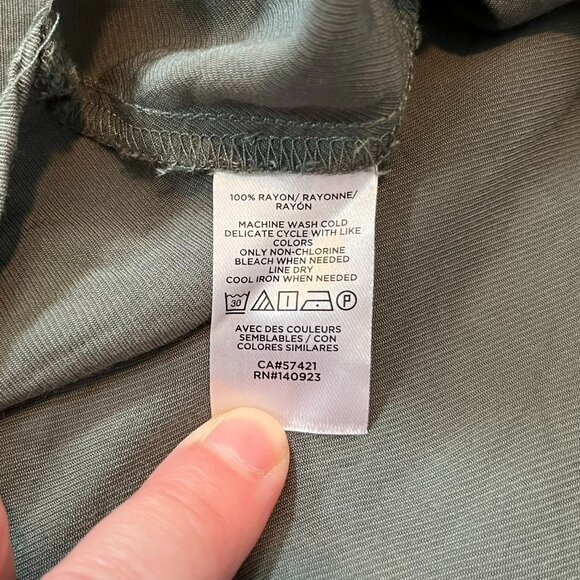 100% RAYON/ RAYONNE/
RAYÓN
MACHINE WASH COLD
DELICATE CYCLE WITH LIKE
COLORS
ONLY NON-CHLORINE
BLEACH WHEN NEEDED
LINE DRY
COOL IRON WHEN NEEDED
30 P
AVEC DES COULEURS
SEMBLABLES / CON
COLORES SIMILARES
CA#57421
RN#140923